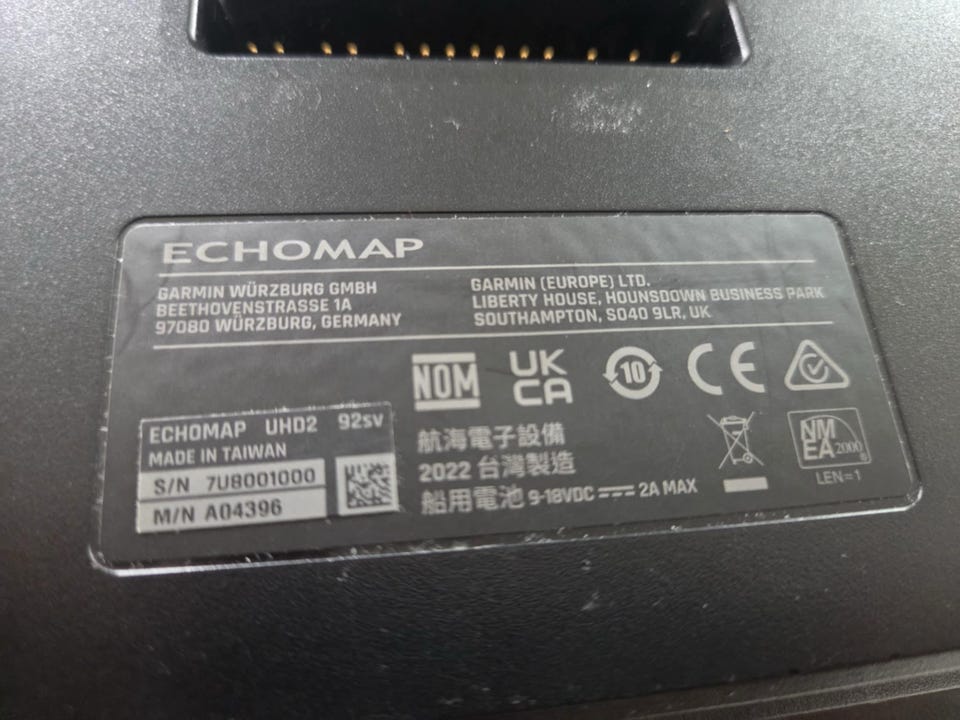 ECHOMAP
GARMIN WÜRZBURG GMBH
BEETHOVENSTRASSE 1A
97080 WÜRZBURG, GERMANY
GARMIN (EUROPE) LTD.
LIBERTY HOUSE, HOUNSDOWN BUSINESS PARK
SOUTHAMPTON, SO40 9LR, UK
NOM
UK
CA
10
CE
ECHOMAP UHD2 92sv
MADE IN TAIWAN
S/N 7U8001000
M/N A04396
航海電子設備
2022 台灣製造
船用電池 9-18VDC 2A MAX
NM
EA 2000
LEN=1